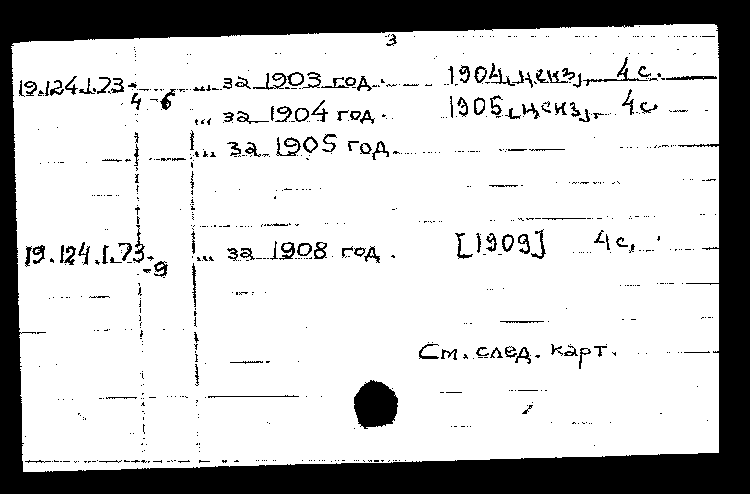 3
19.124.1.73- ... за 1903 год. 1904, [ценз], 4 с.
4-6 ... за 1904 год. 1905, [ценз], 4 с.
... за 1905 год.
19.124.1.73- ... за 1908 год. [1909] 4 с.
-9
См. след. карт.